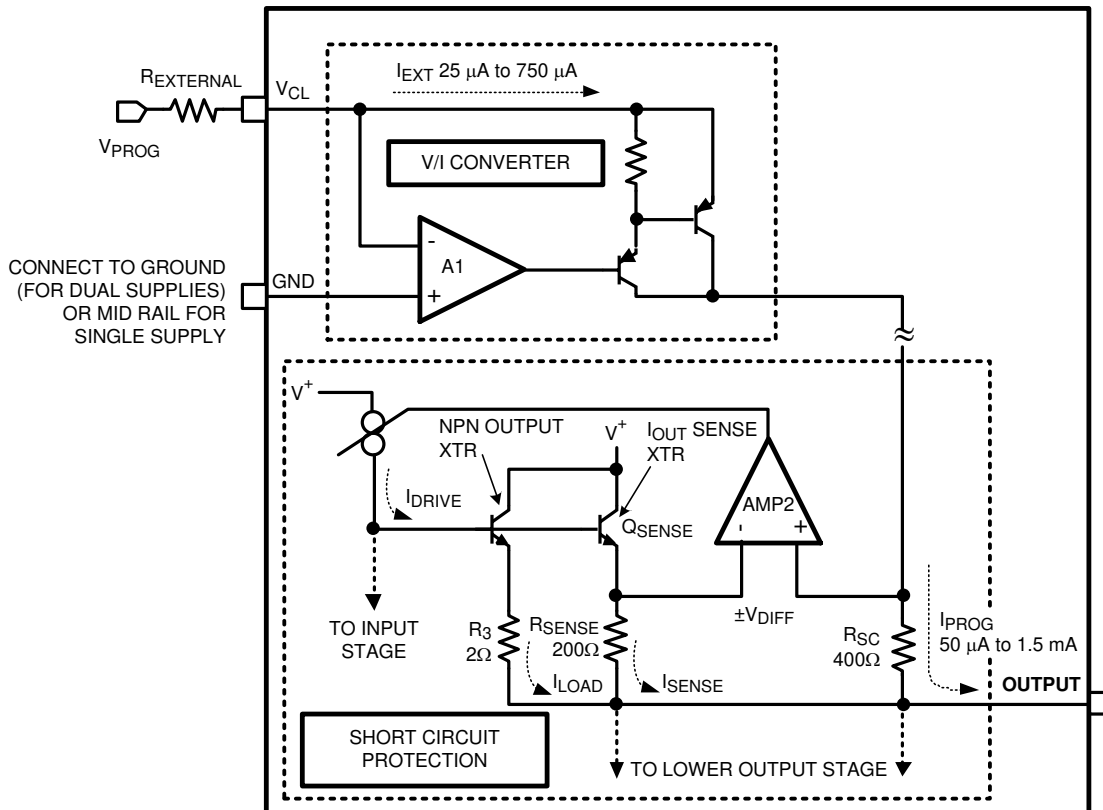 R_EXTERNAL
V_CL
V_PROG
I_EXT 25 μA to 750 μA
V/I CONVERTER
-
A1
+
GND
CONNECT TO GROUND
(FOR DUAL SUPPLIES)
OR MID RAIL FOR
SINGLE SUPPLY
≈
V+
NPN OUTPUT
XTR
V+
I_OUT SENSE
XTR
I_DRIVE
Q_SENSE
AMP2
- +
±V_DIFF
TO INPUT
STAGE
R_3
2Ω
R_SENSE
200Ω
I_LOAD
I_SENSE
R_SC
400Ω
I_PROG
50 μA to 1.5 mA
OUTPUT
SHORT CIRCUIT
PROTECTION
TO LOWER OUTPUT STAGE